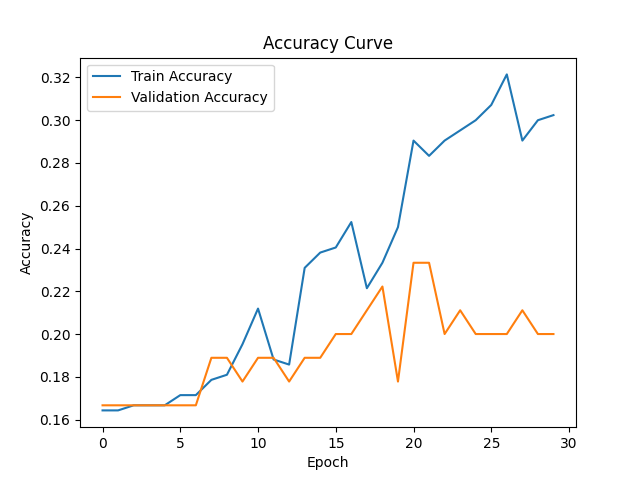 Accuracy Curve
Train Accuracy
Validation Accuracy
0.32
0.30
0.28
0.26
0.24
0.22
0.20
0.18
0.16
Accuracy
0 5 10 15 20 25 30
Epoch